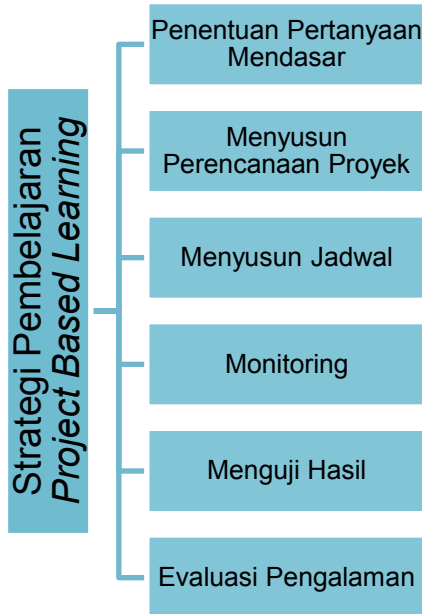 Strategi Pembelajaran
Project Based Learning
Penentuan Pertanyaan
Mendasar
Menyusun
Perencanaan Proyek
Menyusun Jadwal
Monitoring
Menguji Hasil
Evaluasi Pengalaman